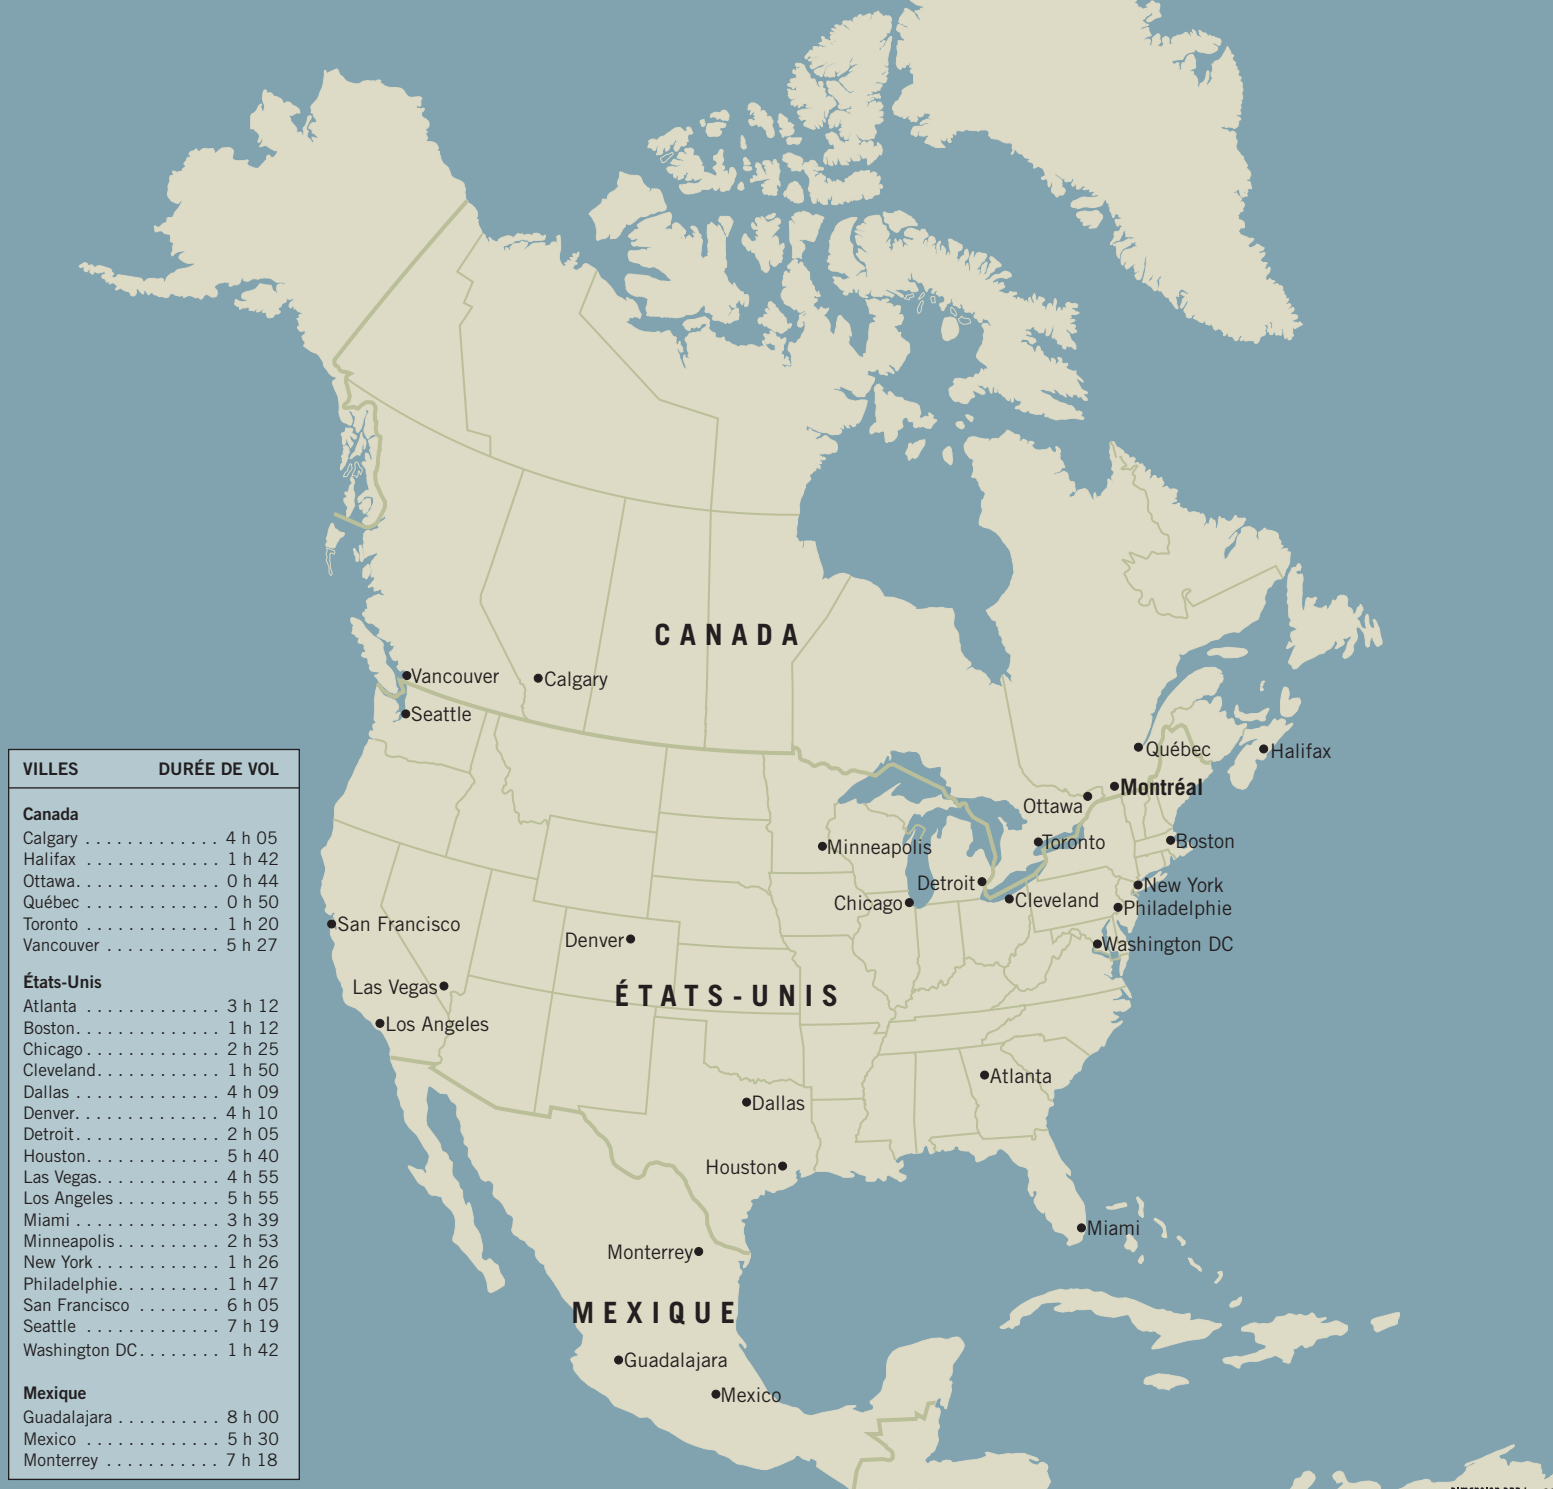 CANADA
Vancouver
Calgary
Seattle
Québec
Halifax
Montréal
Ottawa
Toronto
Boston
Minneapolis
Detroit
New York
Chicago
Cleveland
Philadelphie
San Francisco
Denver
Washington DC
Las Vegas
ÉTATS-UNIS
Los Angeles
Atlanta
Dallas
Houston
Miami
Monterrey
MEXIQUE
Guadalajara
Mexico
VILLES DURÉE DE VOL
Canada
Calgary . . . . . . . . . . . . . 4 h 05
Halifax . . . . . . . . . . . . . 1 h 42
Ottawa. . . . . . . . . . . . . . 0 h 44
Québec . . . . . . . . . . . . . 0 h 50
Toronto . . . . . . . . . . . . . 1 h 20
Vancouver . . . . . . . . . . . 5 h 27
États-Unis
Atlanta . . . . . . . . . . . . . 3 h 12
Boston. . . . . . . . . . . . . . 1 h 12
Chicago . . . . . . . . . . . . . 2 h 25
Cleveland. . . . . . . . . . . . 1 h 50
Dallas . . . . . . . . . . . . . . 4 h 09
Denver. . . . . . . . . . . . . . 4 h 10
Detroit. . . . . . . . . . . . . . 2 h 05
Houston. . . . . . . . . . . . . 5 h 40
Las Vegas. . . . . . . . . . . . 4 h 55
Los Angeles . . . . . . . . . . 5 h 55
Miami . . . . . . . . . . . . . . 3 h 39
Minneapolis . . . . . . . . . . 2 h 53
New York . . . . . . . . . . . . 1 h 26
Philadelphie. . . . . . . . . . 1 h 47
San Francisco . . . . . . . . 6 h 05
Seattle . . . . . . . . . . . . . 7 h 19
Washington DC. . . . . . . . 1 h 42
Mexique
Guadalajara . . . . . . . . . . 8 h 00
Mexico . . . . . . . . . . . . . 5 h 30
Monterrey . . . . . . . . . . . 7 h 18